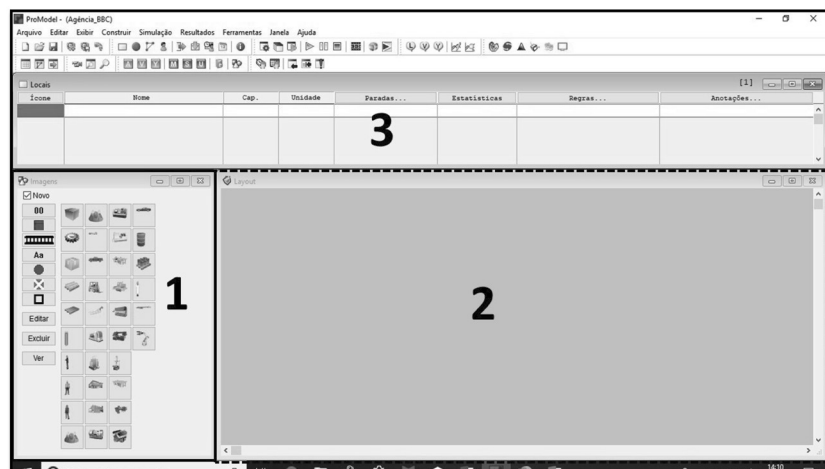 ProModel - (Agência_BBC)
Arquivo Editar Exibir Construir Simulação Resultados Ferramentas Janela Ajuda
Locais
[1]
Ícone Nome Cap. Unidade Paradas... Estatísticas Regras... Anotações...
3
Imagens
Layout
Novo
00
Aa
Editar
Excluir
Ver
1
2
14:10